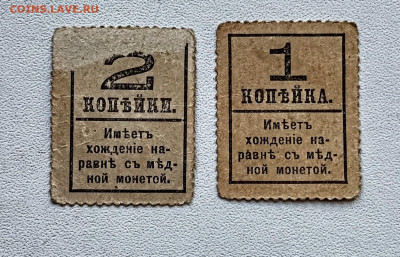 COINS.LAVE.RU
2
КОПѢЙКИ.
Имѣетъ
хожденіе на-
равнѣ съ мѣд-
ной монетой.
1
КОПѢЙКА.
Имѣетъ
хожденіе на-
равнѣ съ мѣд-
ной монетой.